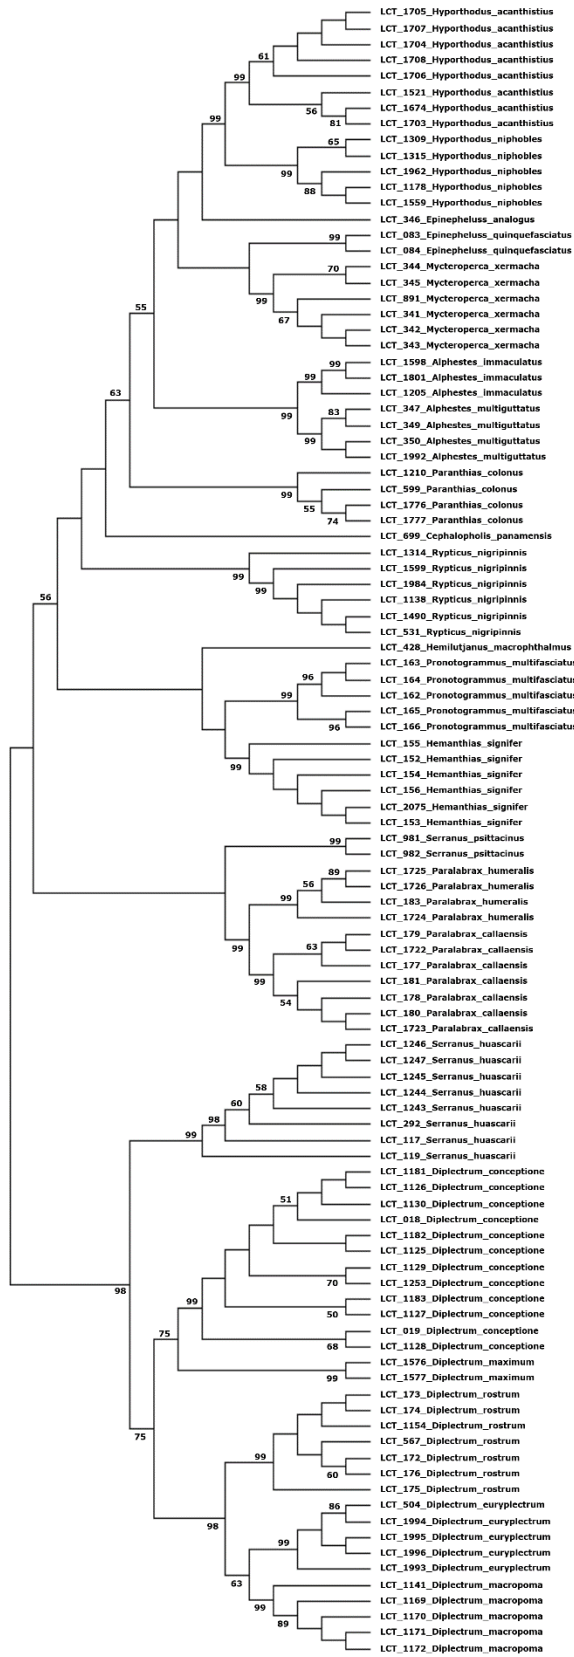 LCT_1705_Hyporthodus_acanthistius
LCT_1707_Hyporthodus_acanthistius
LCT_1704_Hyporthodus_acanthistius
61
LCT_1708_Hyporthodus_acanthistius
99
LCT_1706_Hyporthodus_acanthistius
LCT_1521_Hyporthodus_acanthistius
56
LCT_1674_Hyporthodus_acanthistius
99
81
LCT_1703_Hyporthodus_acanthistius
65
LCT_1309_Hyporthodus_niphobles
LCT_1315_Hyporthodus_niphobles
99
LCT_1962_Hyporthodus_niphobles
88
LCT_1178_Hyporthodus_niphobles
LCT_1559_Hyporthodus_niphobles
LCT_346_Epinepheluss_analogus
99
LCT_083_Epinepheluss_quinquefasciatus
LCT_084_Epinepheluss_quinquefasciatus
70
LCT_344_Mycteroperca_xermacha
LCT_345_Mycteroperca_xermacha
99
LCT_891_Mycteroperca_xermacha
55
67
LCT_341_Mycteroperca_xermacha
LCT_342_Mycteroperca_xermacha
LCT_343_Mycteroperca_xermacha
99
LCT_1598_Alphestes_immaculatus
99
LCT_1801_Alphestes_immaculatus
63
LCT_1205_Alphestes_immaculatus
99
83
LCT_347_Alphestes_multiguttatus
LCT_349_Alphestes_multiguttatus
99
LCT_350_Alphestes_multiguttatus
LCT_1992_Alphestes_multiguttatus
LCT_1210_Paranthias_colonus
99
LCT_599_Paranthias_colonus
55
LCT_1776_Paranthias_colonus
74
LCT_1777_Paranthias_colonus
LCT_699_Cephalopholis_panamensis
LCT_1314_Rypticus_nigripinnis
99
LCT_1599_Rypticus_nigripinnis
99
LCT_1984_Rypticus_nigripinnis
56
LCT_1138_Rypticus_nigripinnis
LCT_1490_Rypticus_nigripinnis
LCT_531_Rypticus_nigripinnis
LCT_428_Hemilutjanus_macrophthalmus
96
LCT_163_Pronotogrammus_multifasciatus
LCT_164_Pronotogrammus_multifasciatus
99
LCT_162_Pronotogrammus_multifasciatus
LCT_165_Pronotogrammus_multifasciatus
96
LCT_166_Pronotogrammus_multifasciatus
LCT_155_Hemanthias_signifer
99
LCT_152_Hemanthias_signifer
LCT_154_Hemanthias_signifer
LCT_156_Hemanthias_signifer
LCT_2075_Hemanthias_signifer
LCT_153_Hemanthias_signifer
99
LCT_981_Serranus_psittacinus
LCT_982_Serranus_psittacinus
89
LCT_1725_Paralabrax_humeralis
56
LCT_1726_Paralabrax_humeralis
99
LCT_183_Paralabrax_humeralis
LCT_1724_Paralabrax_humeralis
LCT_179_Paralabrax_callaensis
99
63
LCT_1722_Paralabrax_callaensis
LCT_177_Paralabrax_callaensis
99
LCT_181_Paralabrax_callaensis
54
LCT_178_Paralabrax_callaensis
LCT_180_Paralabrax_callaensis
LCT_1723_Paralabrax_callaensis
LCT_1246_Serranus_huascarii
LCT_1247_Serranus_huascarii
LCT_1245_Serranus_huascarii
58
LCT_1244_Serranus_huascarii
60
LCT_1243_Serranus_huascarii
98
LCT_292_Serranus_huascarii
99
LCT_117_Serranus_huascarii
LCT_119_Serranus_huascarii
LCT_1181_Diplectrum_conceptione
LCT_1126_Diplectrum_conceptione
51
LCT_1130_Diplectrum_conceptione
LCT_018_Diplectrum_conceptione
LCT_1182_Diplectrum_conceptione
LCT_1125_Diplectrum_conceptione
LCT_1129_Diplectrum_conceptione
98
70
LCT_1253_Diplectrum_conceptione
99
LCT_1183_Diplectrum_conceptione
50
LCT_1127_Diplectrum_conceptione
75
LCT_019_Diplectrum_conceptione
68
LCT_1128_Diplectrum_conceptione
LCT_1576_Diplectrum_maximum
99
LCT_1577_Diplectrum_maximum
LCT_173_Diplectrum_rostrum
LCT_174_Diplectrum_rostrum
75
LCT_1154_Diplectrum_rostrum
99
LCT_567_Diplectrum_rostrum
LCT_172_Diplectrum_rostrum
60
LCT_176_Diplectrum_rostrum
LCT_175_Diplectrum_rostrum
98
86
LCT_504_Diplectrum_euryplectrum
LCT_1994_Diplectrum_euryplectrum
99
LCT_1995_Diplectrum_euryplectrum
LCT_1996_Diplectrum_euryplectrum
63
LCT_1993_Diplectrum_euryplectrum
LCT_1141_Diplectrum_macropoma
99
LCT_1169_Diplectrum_macropoma
89
LCT_1170_Diplectrum_macropoma
LCT_1171_Diplectrum_macropoma
LCT_1172_Diplectrum_macropoma